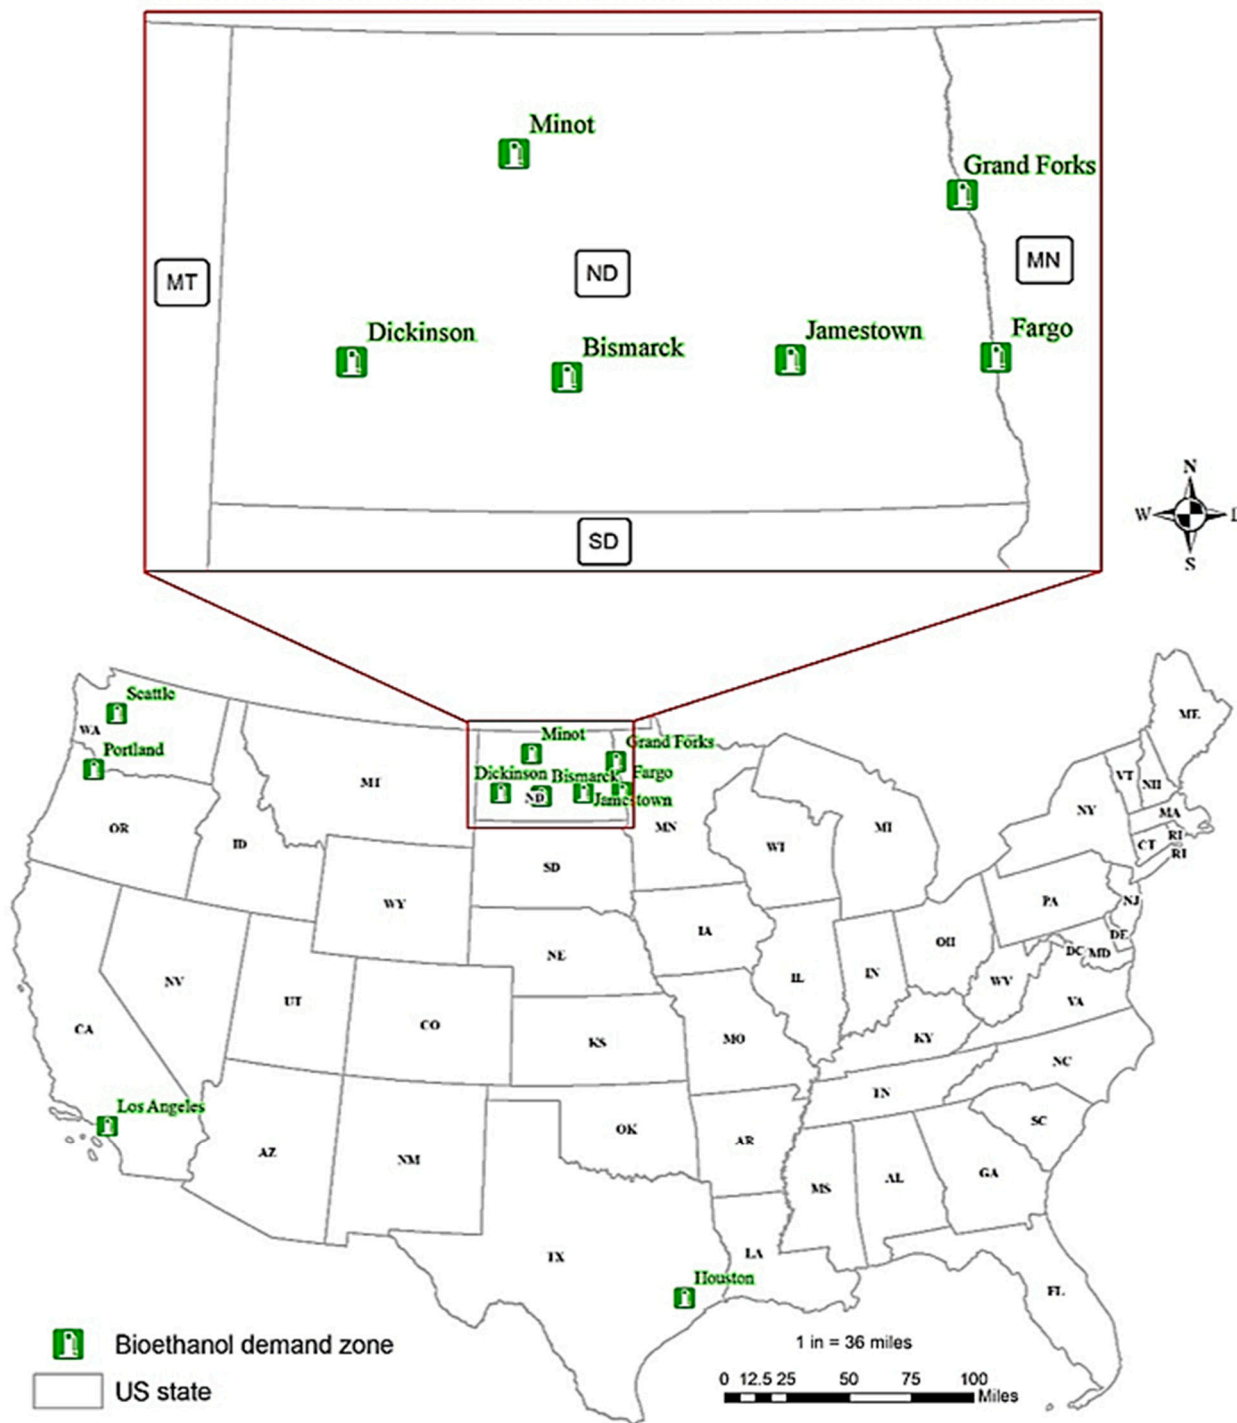 Minot
Grand Forks
MT
ND
MN
Dickinson
Bismarck
Jamestown
Fargo
SD
N
W
E
S
Seattle
WA
Portland
Minot
Grand Forks
Dickinson
Bismarck
Fargo
ND
Jamestown
ME
MT
VT
NH
NY
MA
OR
MN
MI
CT
RI
RI
ID
WI
SD
WY
PA
NJ
IA
OH
DE
NE
DC
MD
NV
IL
IN
WV
UT
VA
CO
CA
KS
MO
KY
NC
TN
Los Angeles
SC
OK
AR
AZ
NM
MS
AL
GA
TX
LA
Houston
FL
Bioethanol demand zone
1 in = 36 miles
US state
0 12.5 25 50 75 100
Miles